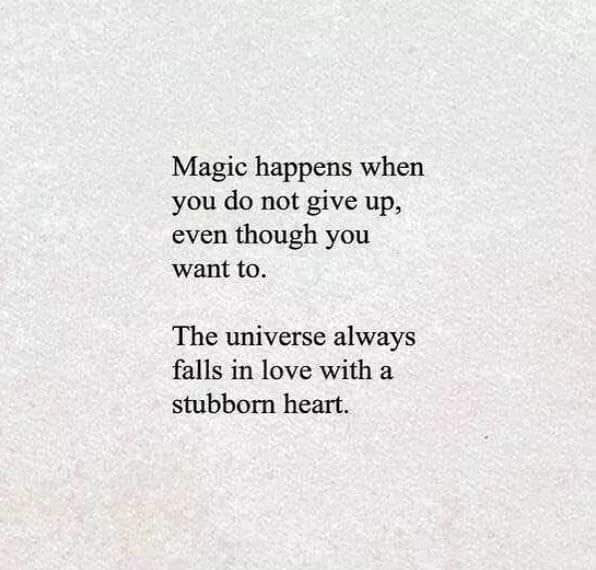 Magic happens when
you do not give up,
even though you
want to.
The universe always
falls in love with a
stubborn heart.